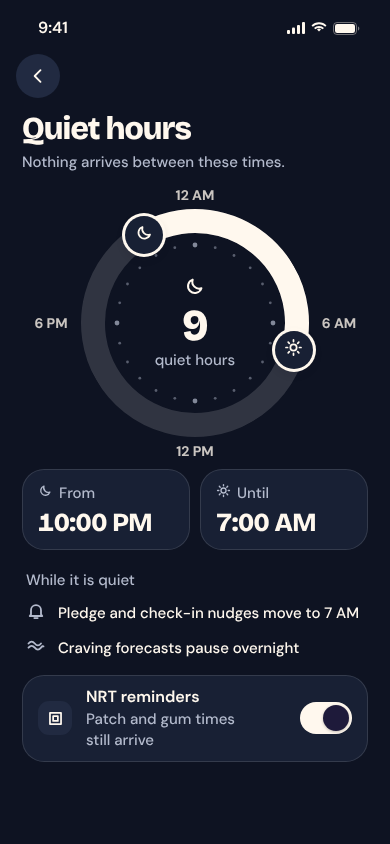 9:41
Quiet hours
Nothing arrives between these times.
12 AM
6 PM
6 AM
9
quiet hours
12 PM
From
10:00 PM
Until
7:00 AM
While it is quiet
Pledge and check-in nudges move to 7 AM
Craving forecasts pause overnight
NRT reminders
Patch and gum times
still arrive